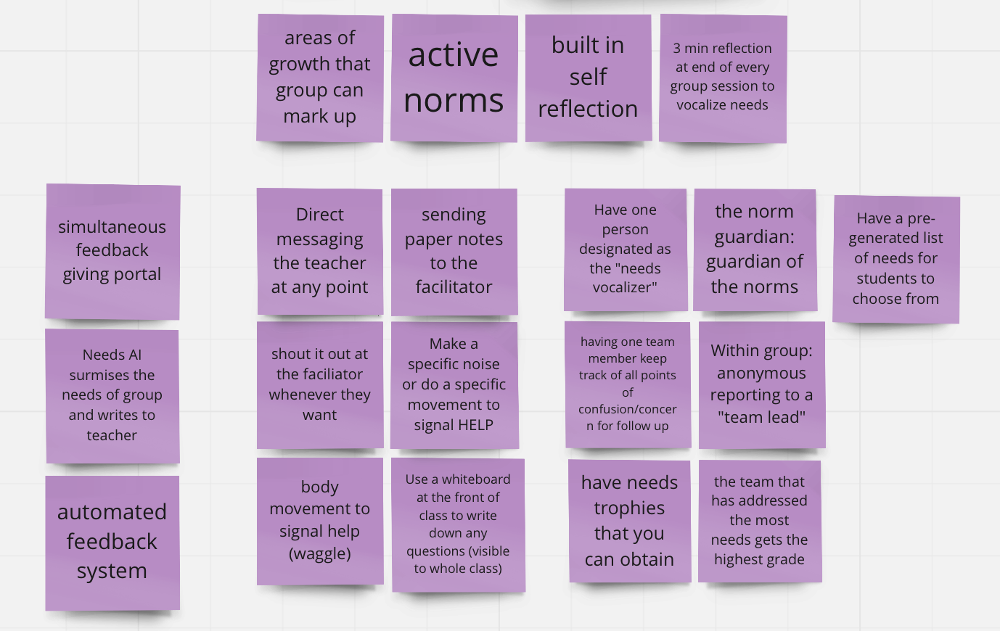 areas of
growth that
group can
mark up
active
norms
built in
self
reflection
3 min reflection
at end of every
group session to
vocalize needs
simultaneous
feedback
giving portal
Direct
messaging
the teacher
at any point
sending
paper notes
to the
facilitator
Have one
person
designated as
the "needs
vocalizer"
the norm
guardian:
guardian of
the norms
Have a pre-
generated list
of needs for
students to
choose from
Needs AI
surmises the
needs of group
and writes to
teacher
shout it out at
the faciliator
whenever they
want
Make a
specific noise
or do a specific
movement to
signal HELP
having one team
member keep
track of all points
of
confusion/concer
n for follow up
Within group:
anonymous
reporting to a
"team lead"
automated
feedback
system
body
movement to
signal help
(waggle)
Use a whiteboard
at the front of
class to write
down any
questions (visible
to whole class)
have needs
trophies
that you
can obtain
the team that
has addressed
the most
needs gets the
highest grade